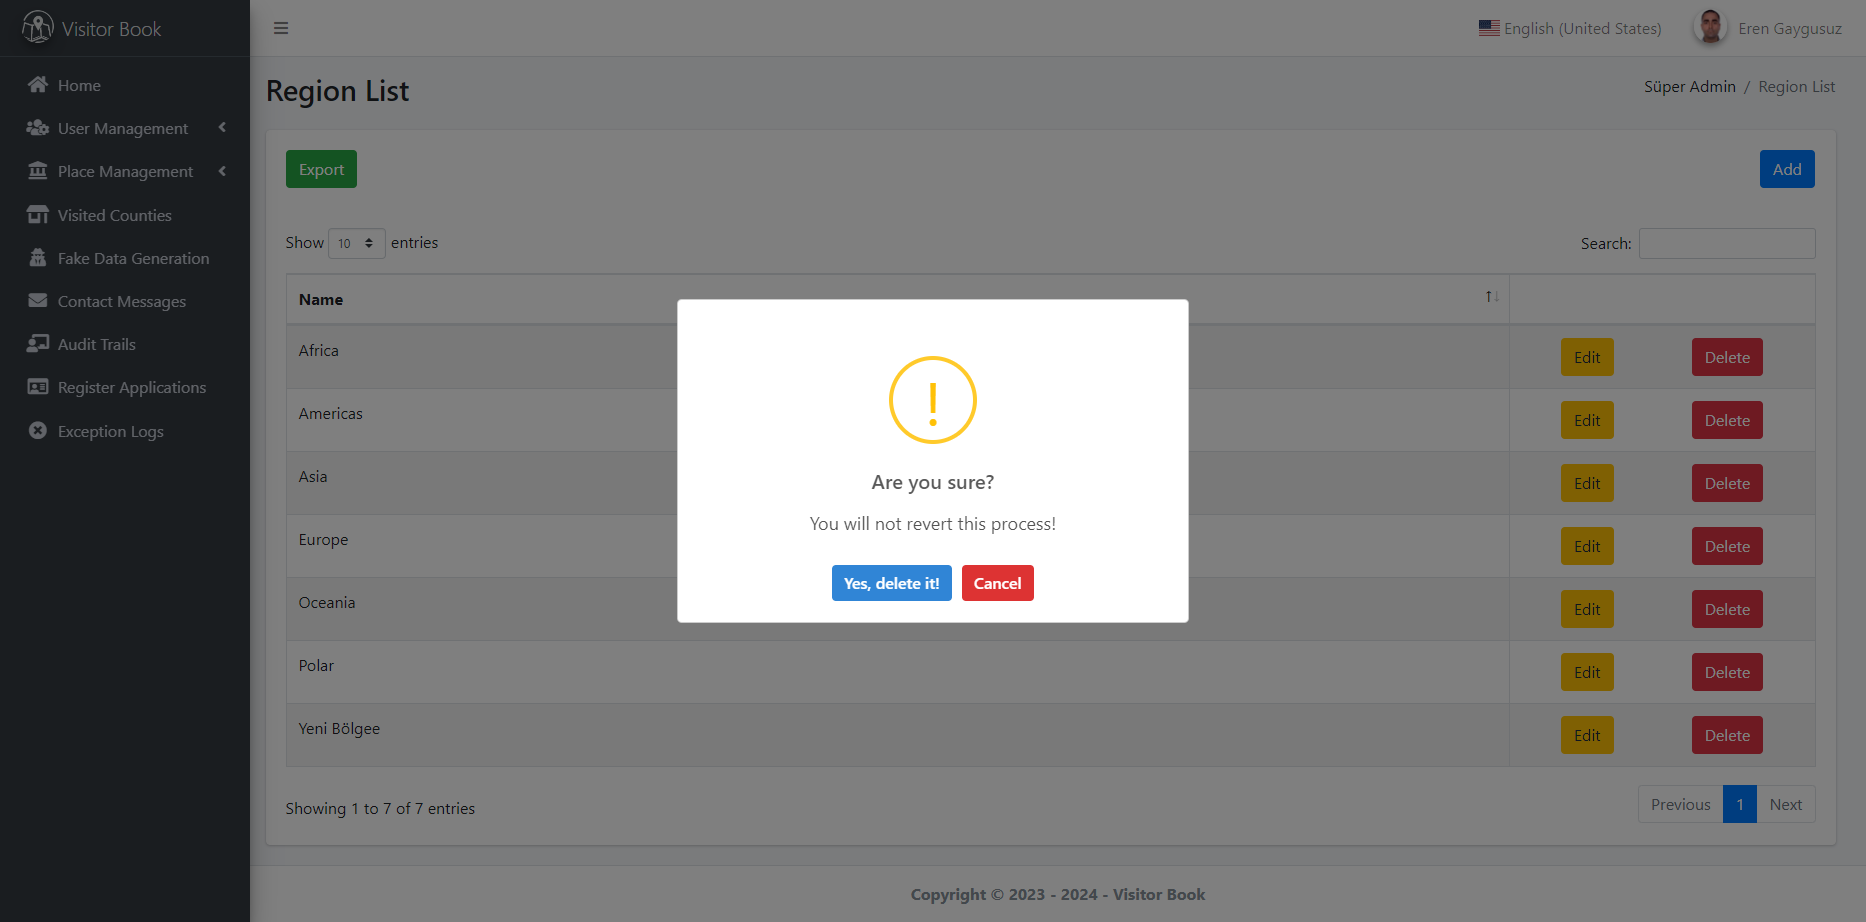 Visitor Book
English (United States)
Eren Gaygusuz
Home
User Management
Place Management
Visited Counties
Fake Data Generation
Contact Messages
Audit Trails
Register Applications
Exception Logs
Region List
Süper Admin / Region List
Export
Add
Show 10 entries
Search:
Name
Africa
Edit Delete
Americas
Edit Delete
Asia
Edit Delete
Europe
Edit Delete
Oceania
Edit Delete
Polar
Edit Delete
Yeni Bölgee
Edit Delete
!
Are you sure?
You will not revert this process!
Yes, delete it! Cancel
Showing 1 to 7 of 7 entries
Previous 1 Next
Copyright © 2023 - 2024 - Visitor Book